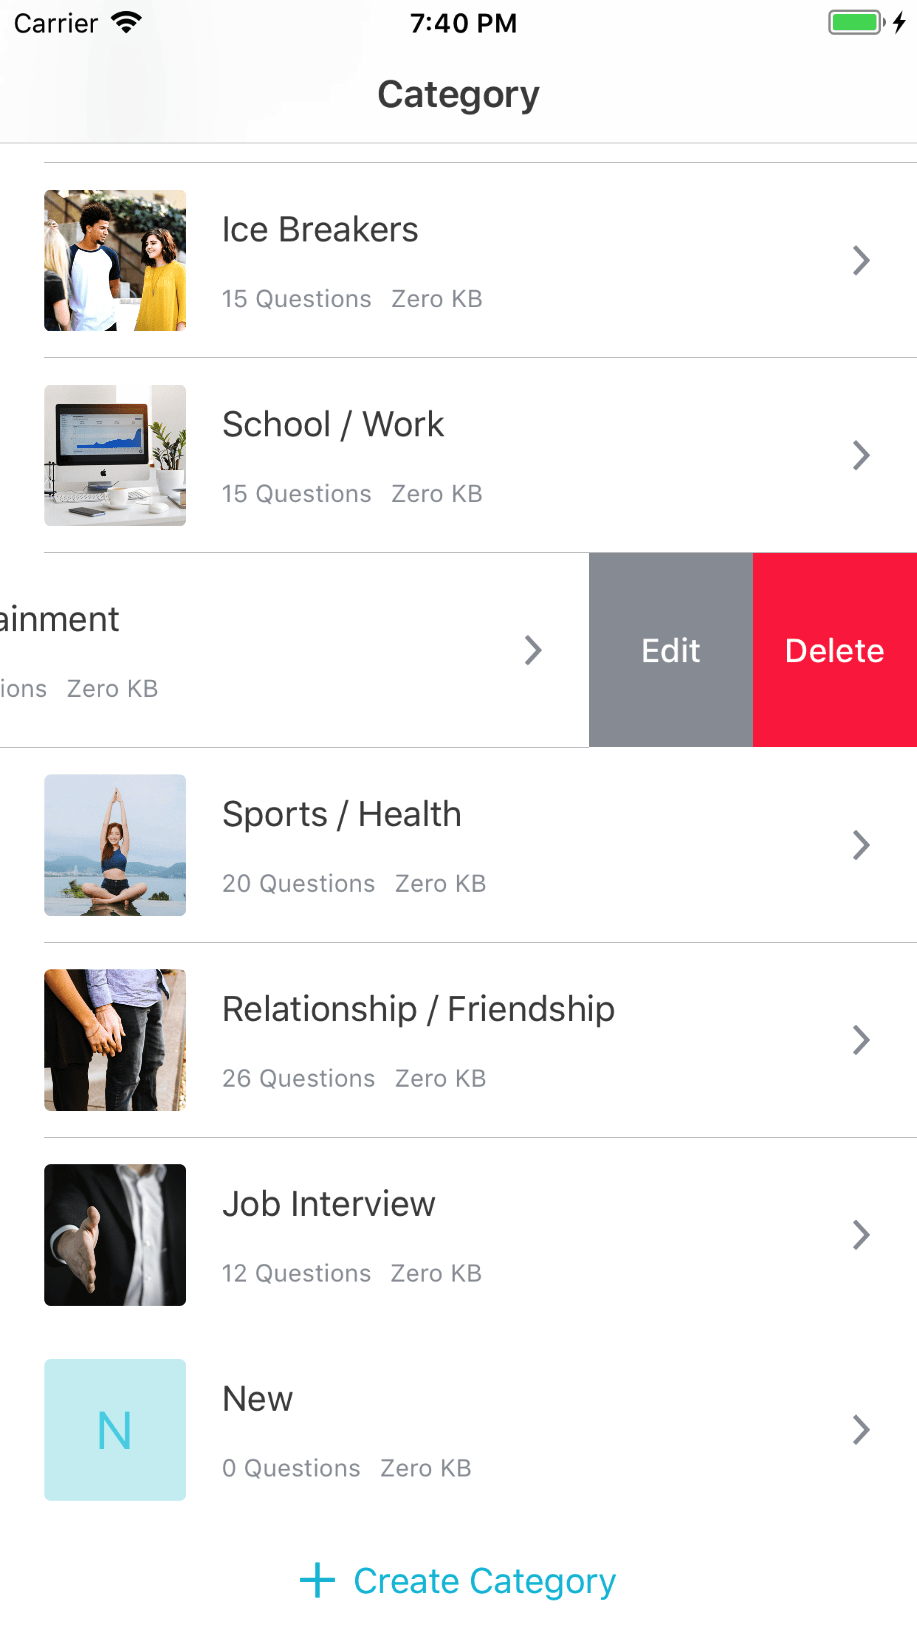 Carrier 7:40 PM
Category
Ice Breakers
15 Questions Zero KB
School / Work
15 Questions Zero KB
ainment
ions Zero KB
Edit
Delete
Sports / Health
20 Questions Zero KB
Relationship / Friendship
26 Questions Zero KB
Job Interview
12 Questions Zero KB
N
New
0 Questions Zero KB
+ Create Category